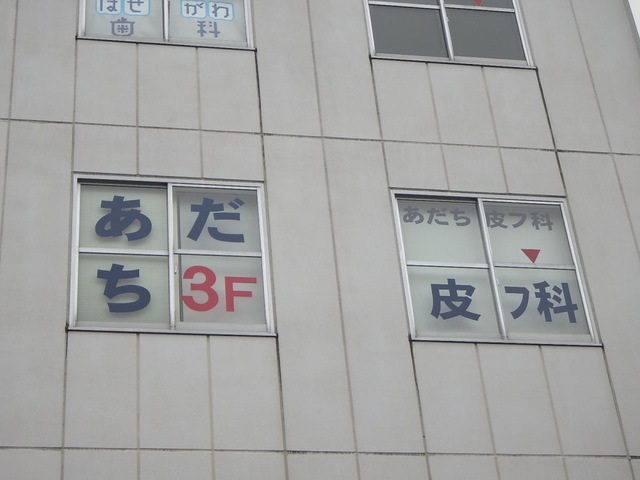 はせ がわ
歯 科
あだ
ち 3F
あだち 皮フ科
皮 フ科